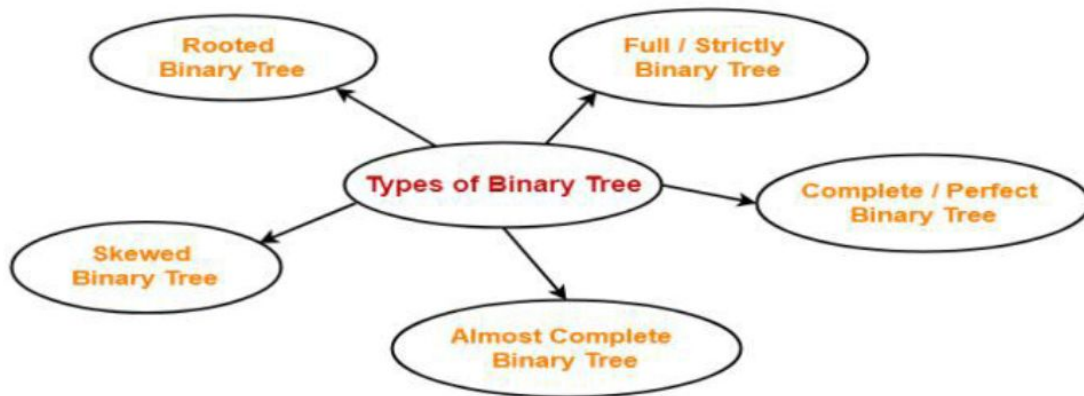 Rooted
Binary Tree
Full / Strictly
Binary Tree
Types of Binary Tree
Complete / Perfect
Binary Tree
Skewed
Binary Tree
Almost Complete
Binary Tree